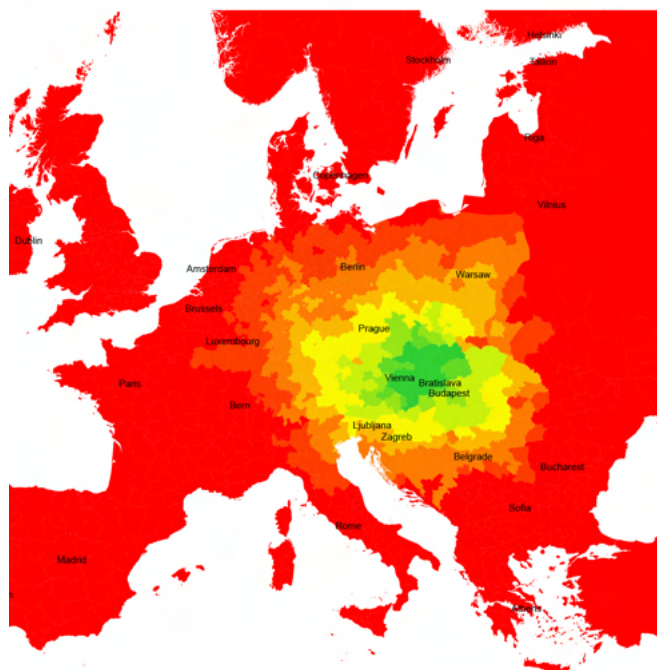 Helsinki
Stockholm
Tallinn
Riga
Copenhagen
Vilnius
Dublin
Amsterdam
Berlin
Warsaw
Brussels
Prague
Luxembourg
Paris
Vienna
Bratislava
Budapest
Bern
Ljubljana
Zagreb
Belgrade
Bucharest
Sofia
Rome
Madrid
Athens